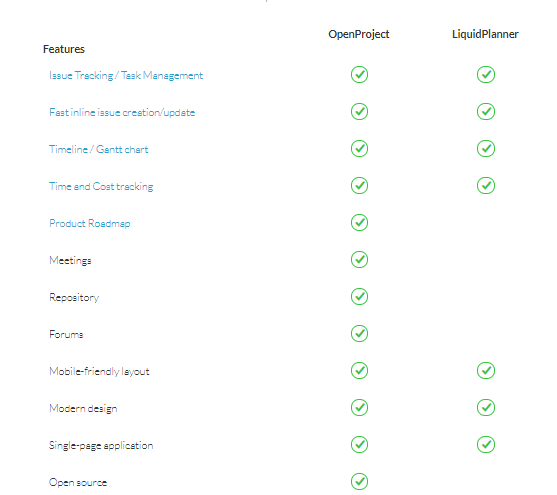 OpenProject LiquidPlanner
Features
Issue Tracking / Task Management
Fast inline issue creation/update
Timeline / Gantt chart
Time and Cost tracking
Product Roadmap
Meetings
Repository
Forums
Mobile-friendly layout
Modern design
Single-page application
Open source